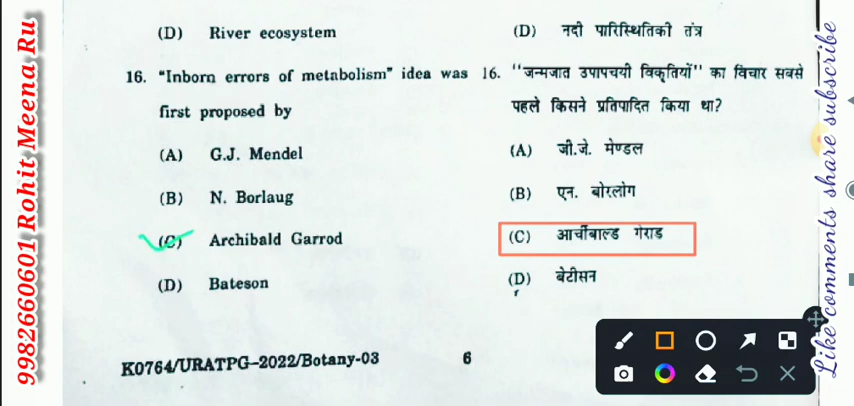 (D) River ecosystem
16. "Inborn errors of metabolism" idea was
first proposed by
(A) G.J. Mendel
(B) N. Borlaug
(C) Archibald Garrod
(D) Bateson
(D) नदी पारिस्थितिकी तंत्र
16. "जन्मजात उपापचयी विकृतियों" का विचार सबसे
पहले किसने प्रतिपादित किया था?
(A) जी.जे. मेण्डल
(B) एन. बोरलोग
(C) आर्चीबाल्ड गेराड
(D) बेटीसन
K0764/URATPG-2022/Botany-03
6
9982660601 Rohit Meena Ru
Like comments share subscribe